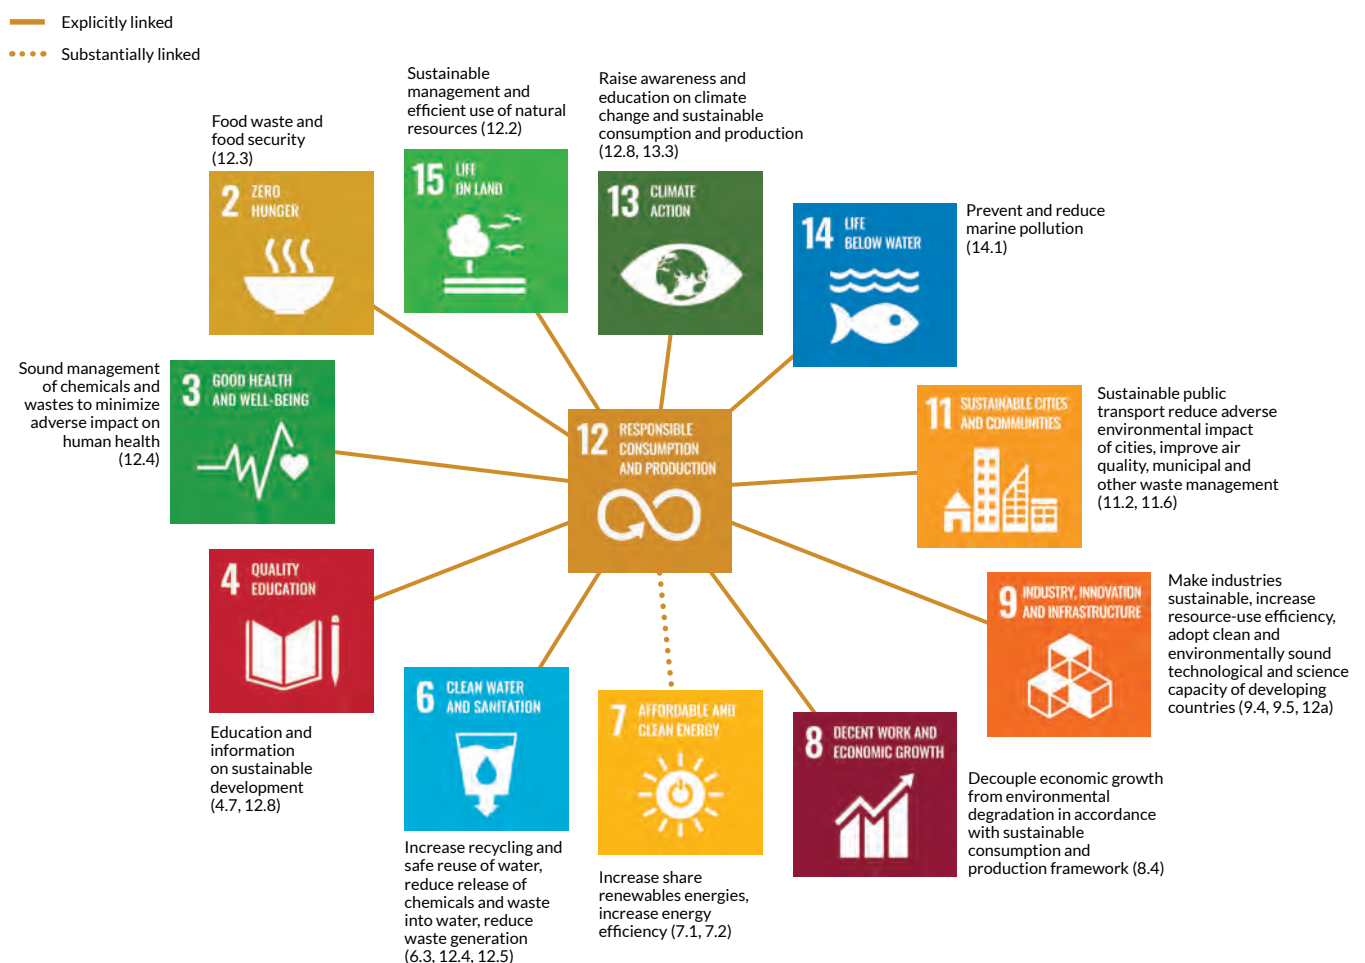 Explicitly linked
Substantially linked
Food waste and
food security
(12.3)
2 ZERO
HUNGER
Sustainable
management and
efficient use of natural
resources (12.2)
15 LIFE
ON LAND
Raise awareness and
education on climate
change and sustainable
consumption and production
(12.8, 13.3)
13 CLIMATE
ACTION
14 LIFE
BELOW WATER
Prevent and reduce
marine pollution
(14.1)
Sound management
of chemicals and
wastes to minimize
adverse impact on
human health
(12.4)
3 GOOD HEALTH
AND WELL-BEING
12 RESPONSIBLE
CONSUMPTION
AND PRODUCTION
11 SUSTAINABLE CITIES
AND COMMUNITIES
Sustainable public
transport reduce adverse
environmental impact
of cities, improve air
quality, municipal and
other waste management
(11.2, 11.6)
4 QUALITY
EDUCATION
Education and
information
on sustainable
development
(4.7, 12.8)
6 CLEAN WATER
AND SANITATION
Increase recycling and
safe reuse of water,
reduce release of
chemicals and waste
into water, reduce
waste generation
(6.3, 12.4, 12.5)
7 AFFORDABLE AND
CLEAN ENERGY
Increase share
renewables energies,
increase energy
efficiency (7.1, 7.2)
8 DECENT WORK AND
ECONOMIC GROWTH
Decouple economic growth
from environmental
degradation in accordance
with sustainable
consumption and
production framework (8.4)
9 INDUSTRY, INNOVATION
AND INFRASTRUCTURE
Make industries
sustainable, increase
resource-use efficiency,
adopt clean and
environmentally sound
technological and science
capacity of developing
countries (9.4, 9.5, 12a)